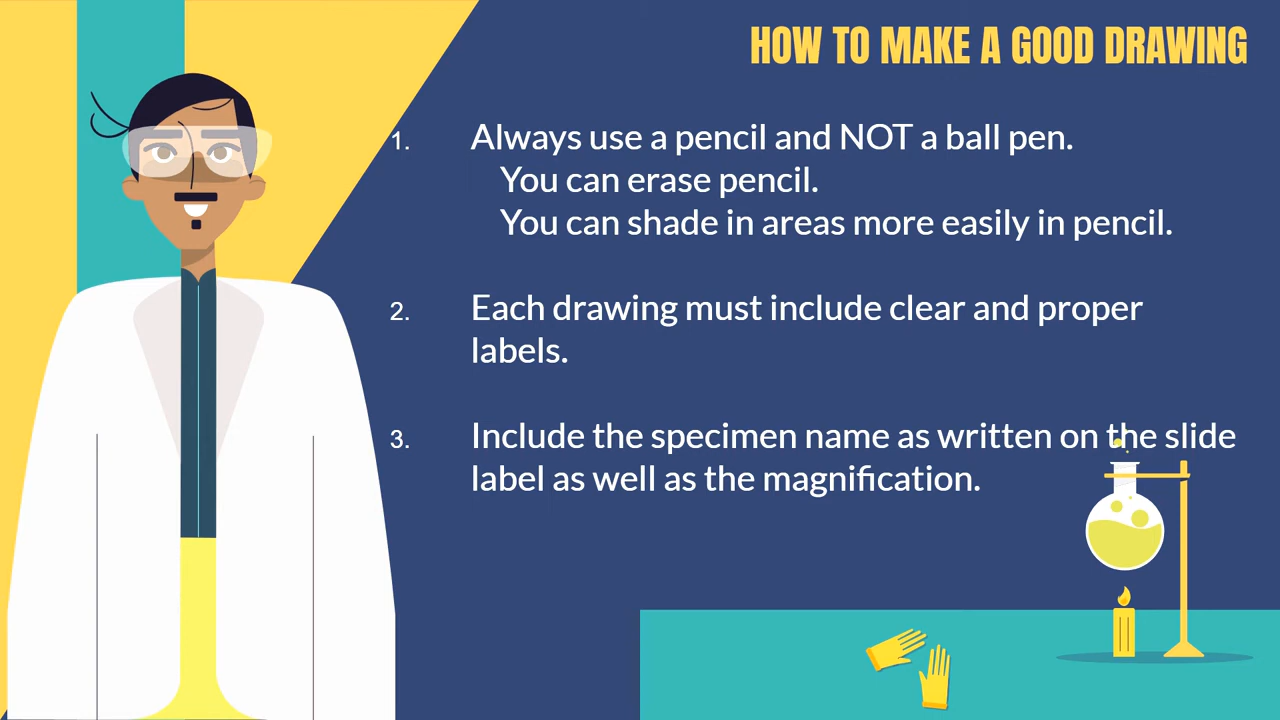 HOW TO MAKE A GOOD DRAWING
1. Always use a pencil and NOT a ball pen.
You can erase pencil.
You can shade in areas more easily in pencil.
2. Each drawing must include clear and proper
labels.
3. Include the specimen name as written on the slide
label as well as the magnification.